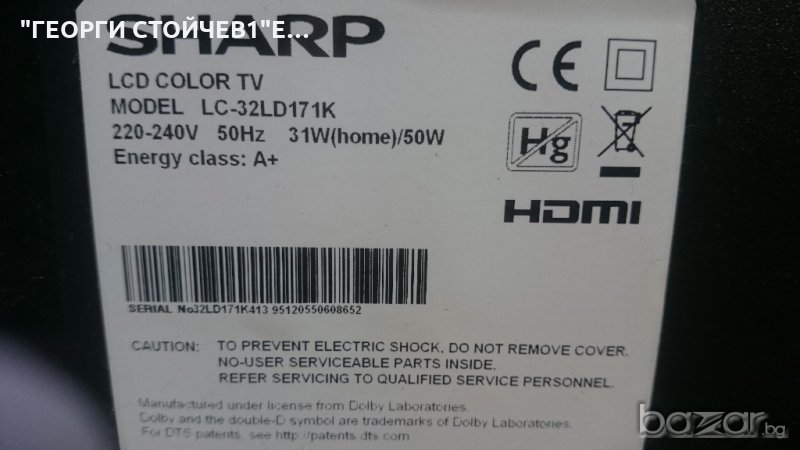 "ГЕОРГИ СТОЙЧЕВ1"Е...
SHARP
LCD COLOR TV
MODEL LC-32LD171K
220-240V 50Hz 31W(home)/50W
Energy class: A+
CE
Hg
HDMI
SERIAL No32LD171K413 95120550608652
CAUTION: TO PREVENT ELECTRIC SHOCK, DO NOT REMOVE COVER.
NO-USER SERVICEABLE PARTS INSIDE.
REFER SERVICING TO QUALIFIED SERVICE PERSONNEL.
Manufactured under license from Dolby Laboratories.
Dolby and the double-D symbol are trademarks of Dolby Laboratories.
For DTS patents, see http://patents.dts.com
bazar.bg